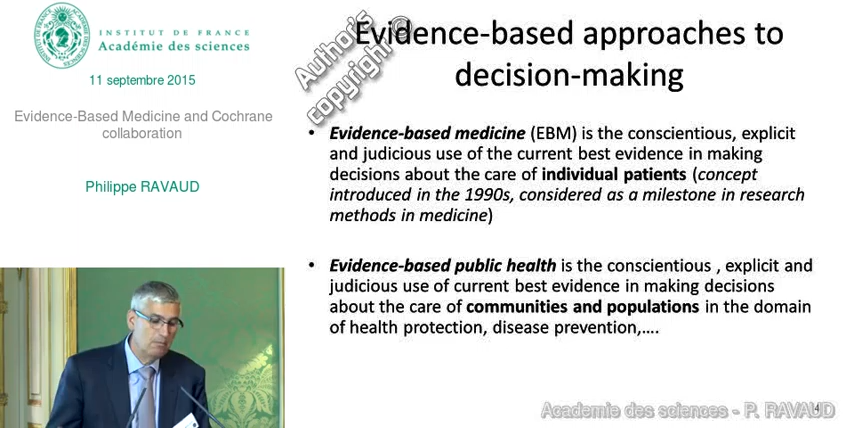 INSTITUT DE FRANCE
Académie des sciences
11 septembre 2015
Evidence-Based Medicine and Cochrane
collaboration
Philippe RAVAUD
Autho's
copyright ©
Evidence-based approaches to
decision-making
• Evidence-based medicine (EBM) is the conscientious, explicit
and judicious use of the current best evidence in making
decisions about the care of individual patients (concept
introduced in the 1990s, considered as a milestone in research
methods in medicine)
• Evidence-based public health is the conscientious , explicit and
judicious use of current best evidence in making decisions
about the care of communities and populations in the domain
of health protection, disease prevention,....
4
Academie des sciences - P. RAVAUD